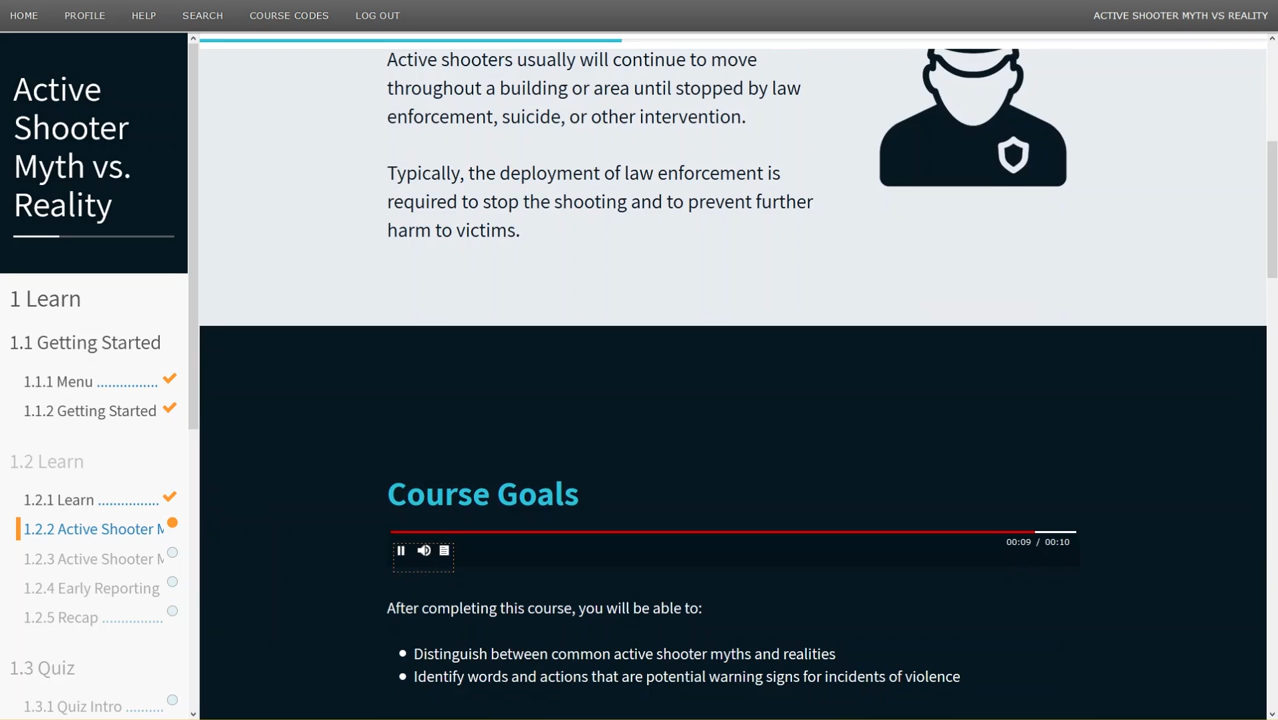 HOME PROFILE HELP SEARCH COURSE CODES LOG OUT ACTIVE SHOOTER MYTH VS REALITY
Active
Shooter
Myth vs.
Reality
1 Learn
1.1 Getting Started
1.1.1 Menu
1.1.2 Getting Started
1.2 Learn
1.2.1 Learn
1.2.2 Active Shooter M
1.2.3 Active Shooter M
1.2.4 Early Reporting
1.2.5 Recap
1.3 Quiz
1.3.1 Quiz Intro
Active shooters usually will continue to move
throughout a building or area until stopped by law
enforcement, suicide, or other intervention.
Typically, the deployment of law enforcement is
required to stop the shooting and to prevent further
harm to victims.
Course Goals
00:09 / 00:10
After completing this course, you will be able to:
Distinguish between common active shooter myths and realities
Identify words and actions that are potential warning signs for incidents of violence